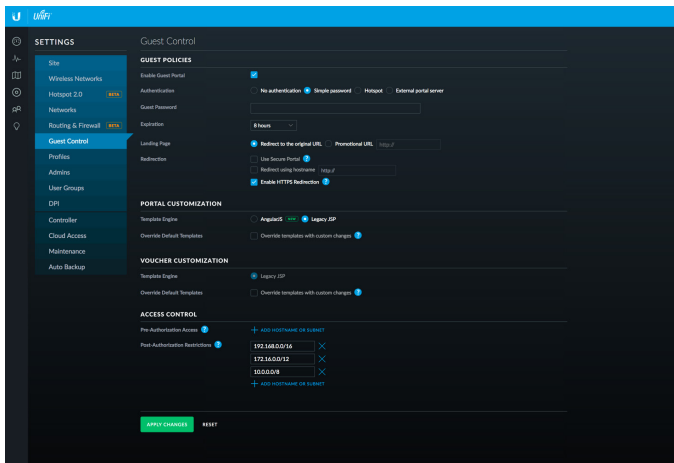 UniFi
SETTINGS
Site
Wireless Networks
Hotspot 2.0 BETA
Networks
Routing & Firewall BETA
Guest Control
Profiles
Admins
User Groups
DPI
Controller
Cloud Access
Maintenance
Auto Backup
Guest Control
GUEST POLICIES
Enable Guest Portal
Authentication No authentication Simple password Hotspot External portal server
Guest Password
Expiration 8 hours
Landing Page Redirect to the original URL Promotional URL http://
Redirection Use Secure Portal ?
Redirect using hostname http://
Enable HTTPS Redirection ?
PORTAL CUSTOMIZATION
Template Engine AngularJS NEW Legacy JSP
Override Default Templates Override templates with custom changes ?
VOUCHER CUSTOMIZATION
Template Engine Legacy JSP
Override Default Templates Override templates with custom changes ?
ACCESS CONTROL
Pre-Authorization Access ? + ADD HOSTNAME OR SUBNET
Post-Authorization Restrictions ? 192.168.0.0/16
172.16.0.0/12
10.0.0.0/8
+ ADD HOSTNAME OR SUBNET
APPLY CHANGES RESET